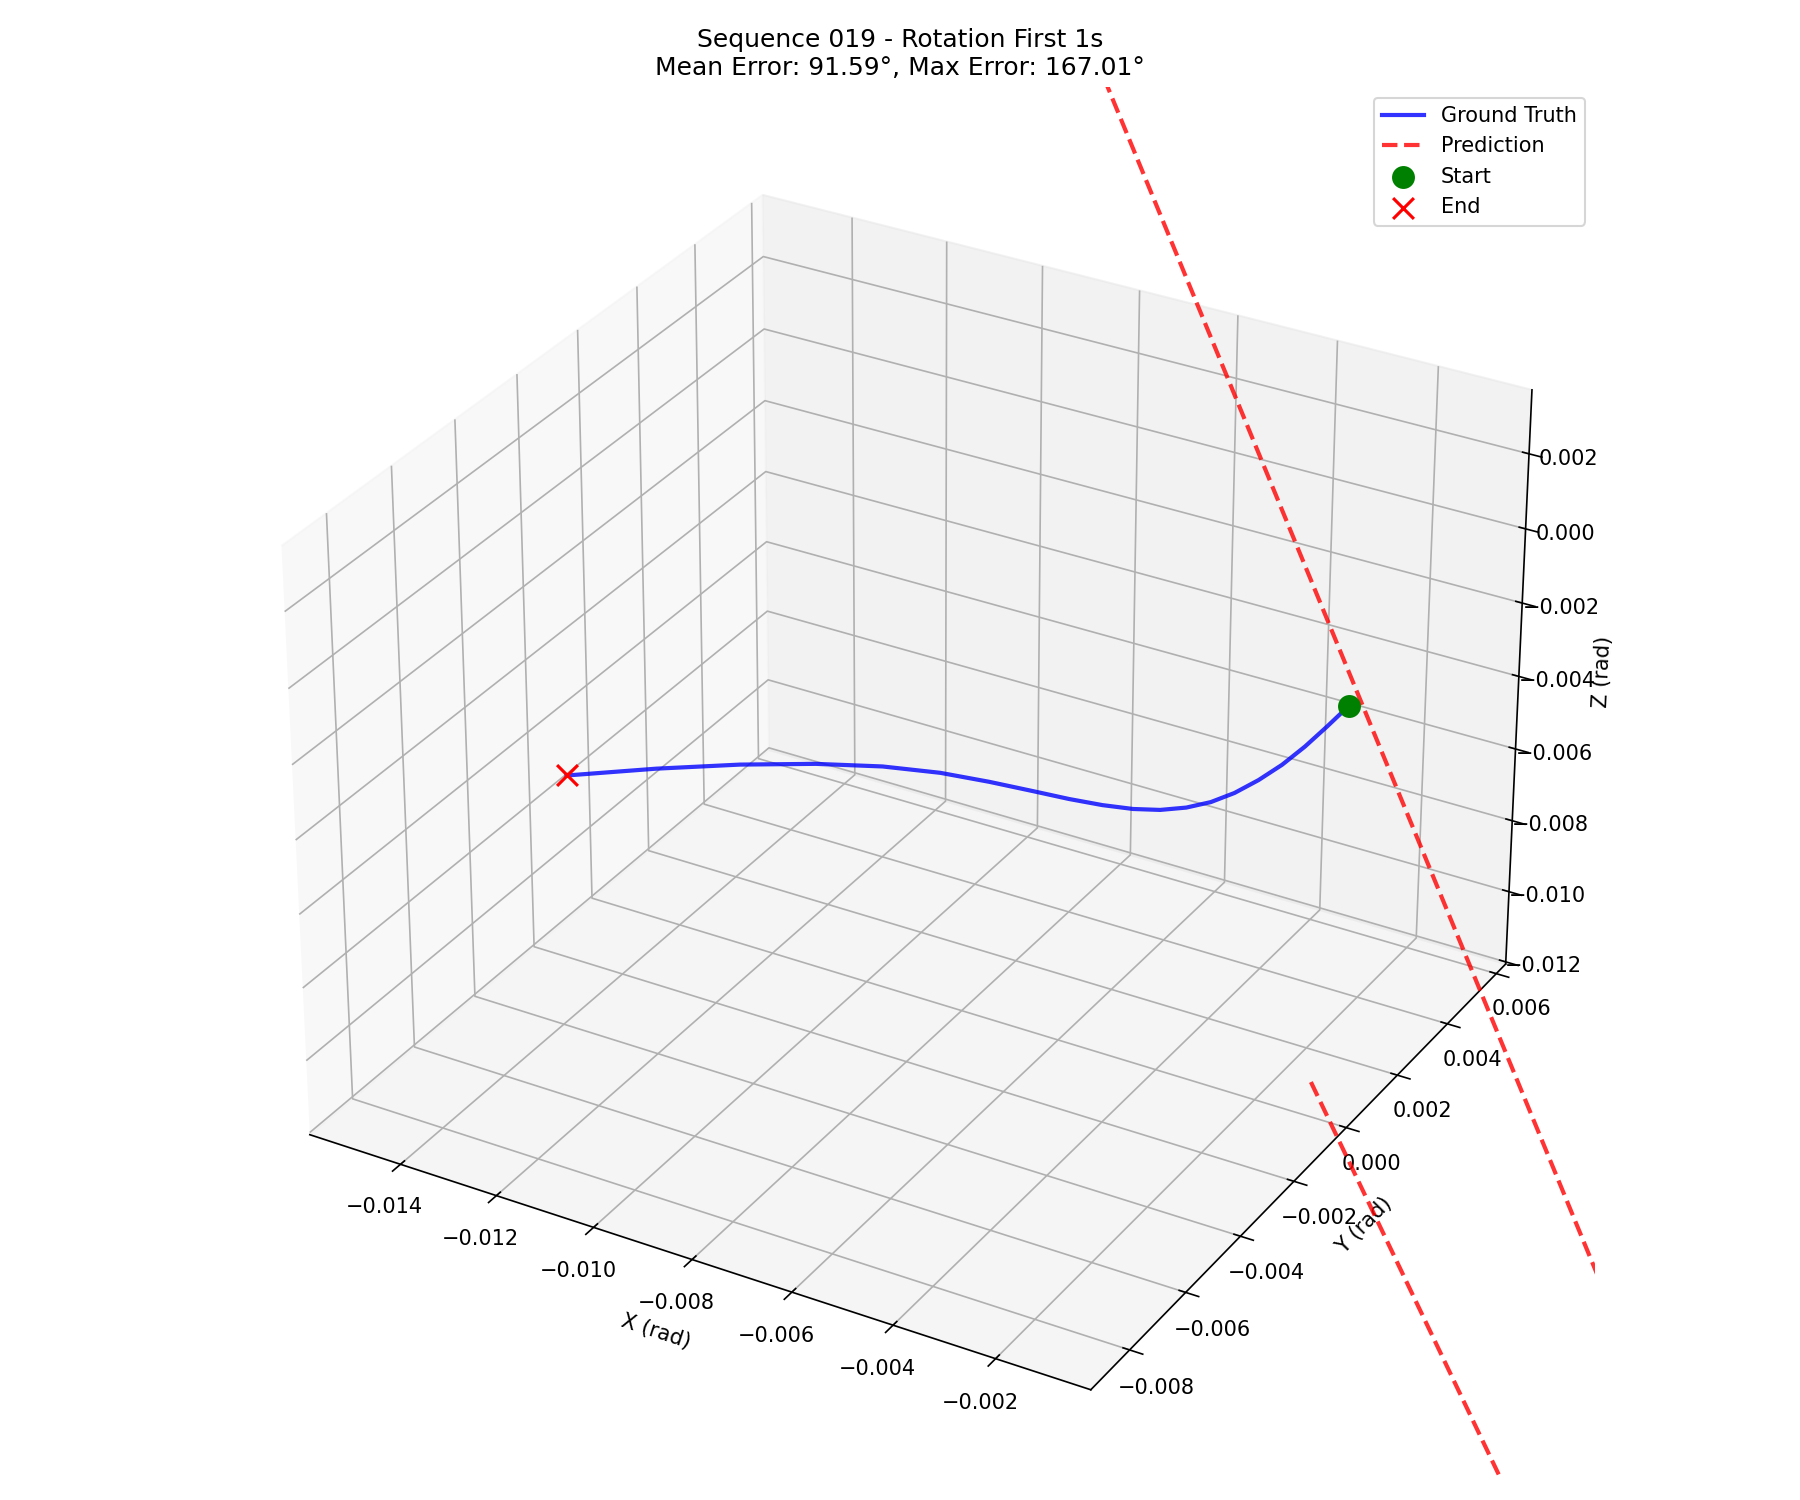 Sequence 019 - Rotation First 1s
Mean Error: 91.59°, Max Error: 167.01°
Ground Truth
Prediction
Start
End
0.002
0.000
−0.002
−0.004
−0.006
−0.008
−0.010
−0.012
Z (rad)
0.006
0.004
0.002
0.000
−0.002
−0.004
−0.006
−0.008
Y (rad)
−0.014
−0.012
−0.010
−0.008
−0.006
−0.004
−0.002
X (rad)